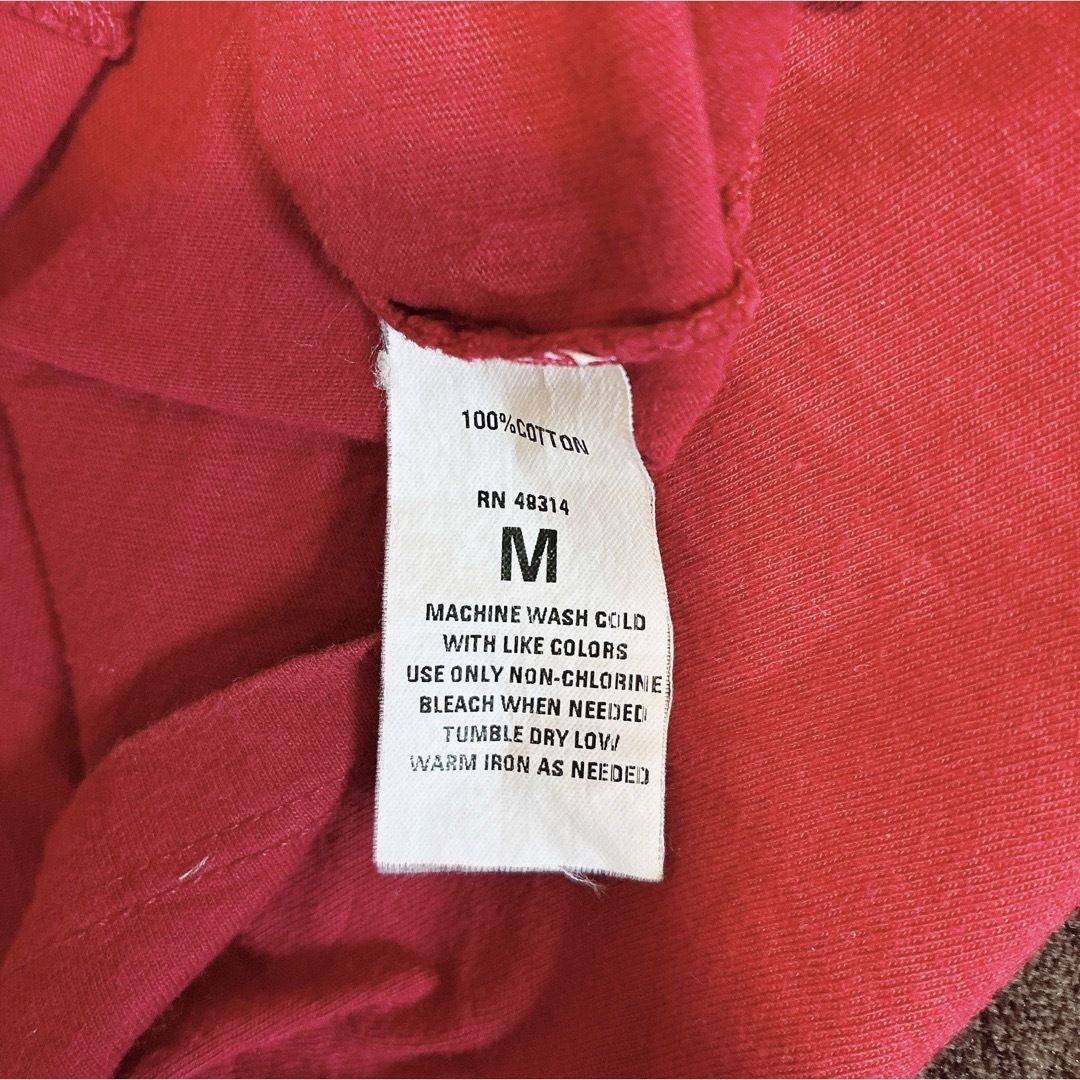 100%COTTON
RN 48314
M
MACHINE WASH COLD
WITH LIKE COLORS
USE ONLY NON-CHLORINE
BLEACH WHEN NEEDED
TUMBLE DRY LOW
WARM IRON AS NEEDED